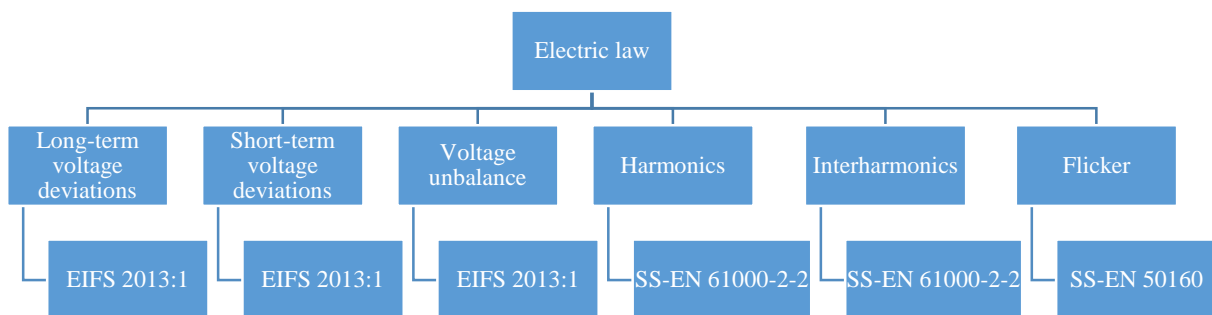 Electric law
Long-term
voltage
deviations
Short-term
voltage
deviations
Voltage
unbalance
Harmonics
Interharmonics
Flicker
EIFS 2013:1
EIFS 2013:1
EIFS 2013:1
SS-EN 61000-2-2
SS-EN 61000-2-2
SS-EN 50160